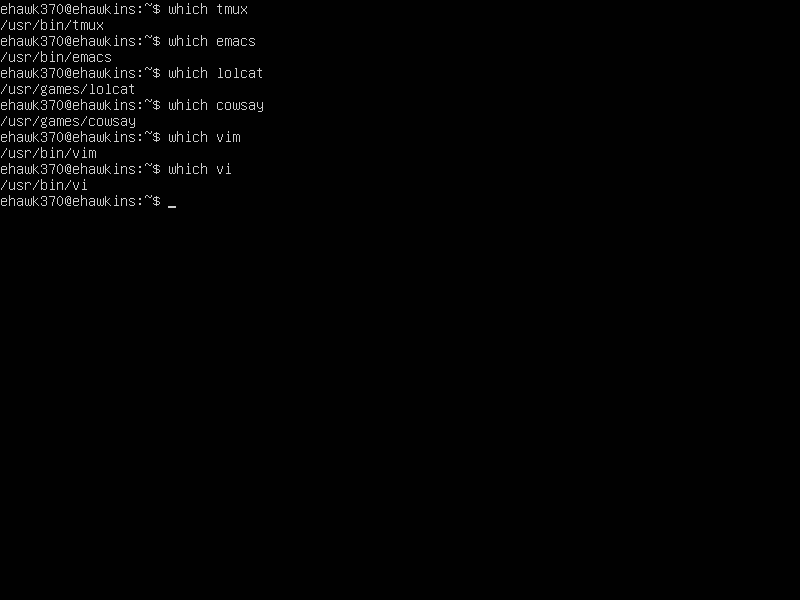 ehawk370@ehawkins:~$ which tmux
/usr/bin/tmux
ehawk370@ehawkins:~$ which emacs
/usr/bin/emacs
ehawk370@ehawkins:~$ which lolcat
/usr/games/lolcat
ehawk370@ehawkins:~$ which cowsay
/usr/games/cowsay
ehawk370@ehawkins:~$ which vim
/usr/bin/vim
ehawk370@ehawkins:~$ which vi
/usr/bin/vi
ehawk370@ehawkins:~$ _